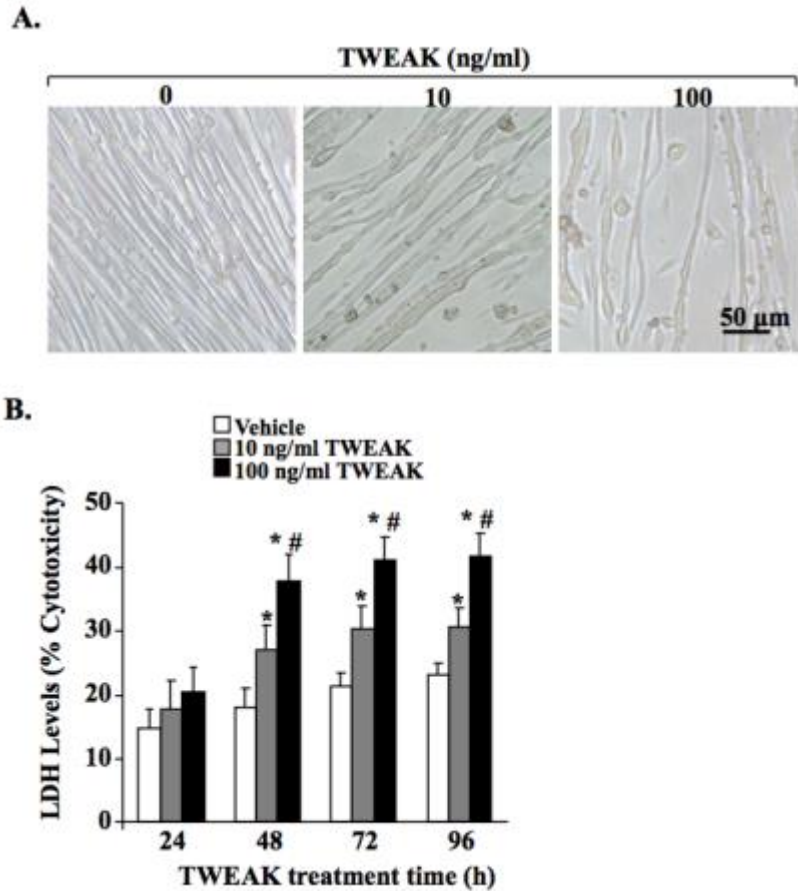 A.
TWEAK (ng/ml)
0 10 100
50 μm
B.
Vehicle
10 ng/ml TWEAK
100 ng/ml TWEAK
LDH Levels (% Cytotoxicity)
50
40
30
20
10
0
* #
* #
* #
*
*
*
24 48 72 96
TWEAK treatment time (h)